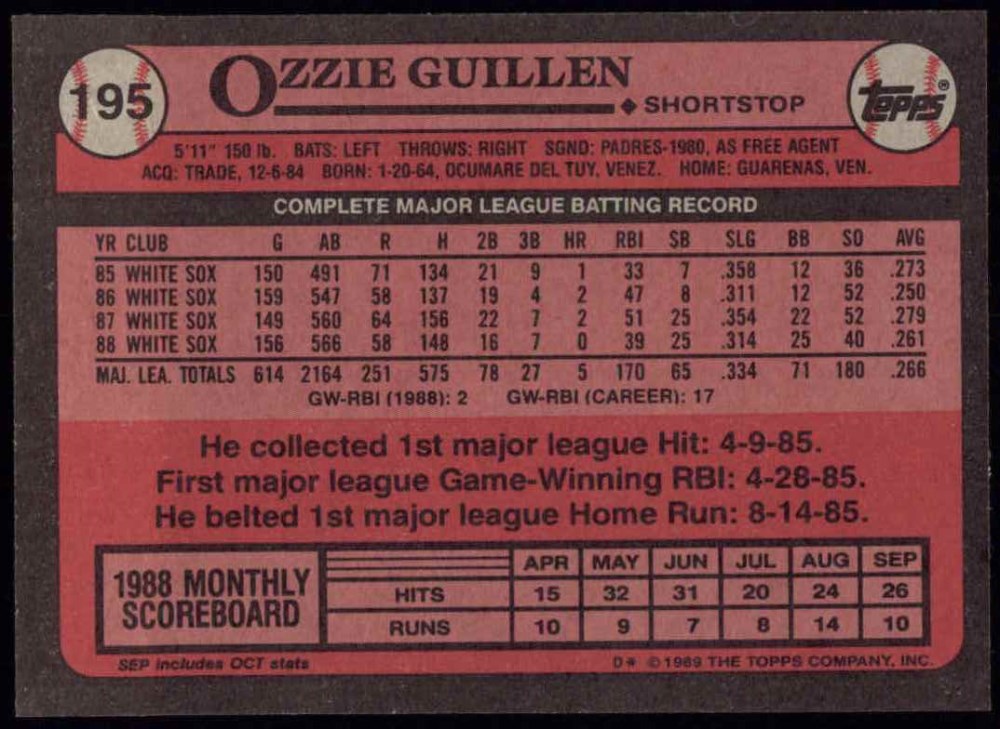 195
OZZIE GUILLEN
◆ SHORTSTOP
Topps®
5'11" 150 lb. BATS: LEFT THROWS: RIGHT SGND: PADRES-1980, AS FREE AGENT
ACQ: TRADE, 12-6-84 BORN: 1-20-64, OCUMARE DEL TUY, VENEZ. HOME: GUARENAS, VEN.
COMPLETE MAJOR LEAGUE BATTING RECORD
YR CLUB G AB R H 2B 3B HR RBI SB SLG BB SO AVG
85 WHITE SOX 150 491 71 134 21 9 1 33 7 .358 12 36 .273
86 WHITE SOX 159 547 58 137 19 4 2 47 8 .311 12 52 .250
87 WHITE SOX 149 560 64 156 22 7 2 51 25 .354 22 52 .279
88 WHITE SOX 156 566 58 148 16 7 0 39 25 .314 25 40 .261
MAJ. LEA. TOTALS 614 2164 251 575 78 27 5 170 65 .334 71 180 .266
GW-RBI (1988): 2 GW-RBI (CAREER): 17
He collected 1st major league Hit: 4-9-85.
First major league Game-Winning RBI: 4-28-85.
He belted 1st major league Home Run: 8-14-85.
1988 MONTHLY
SCOREBOARD
APR MAY JUN JUL AUG SEP
HITS 15 32 31 20 24 26
RUNS 10 9 7 8 14 10
SEP includes OCT stats
D* ©1989 THE TOPPS COMPANY, INC.